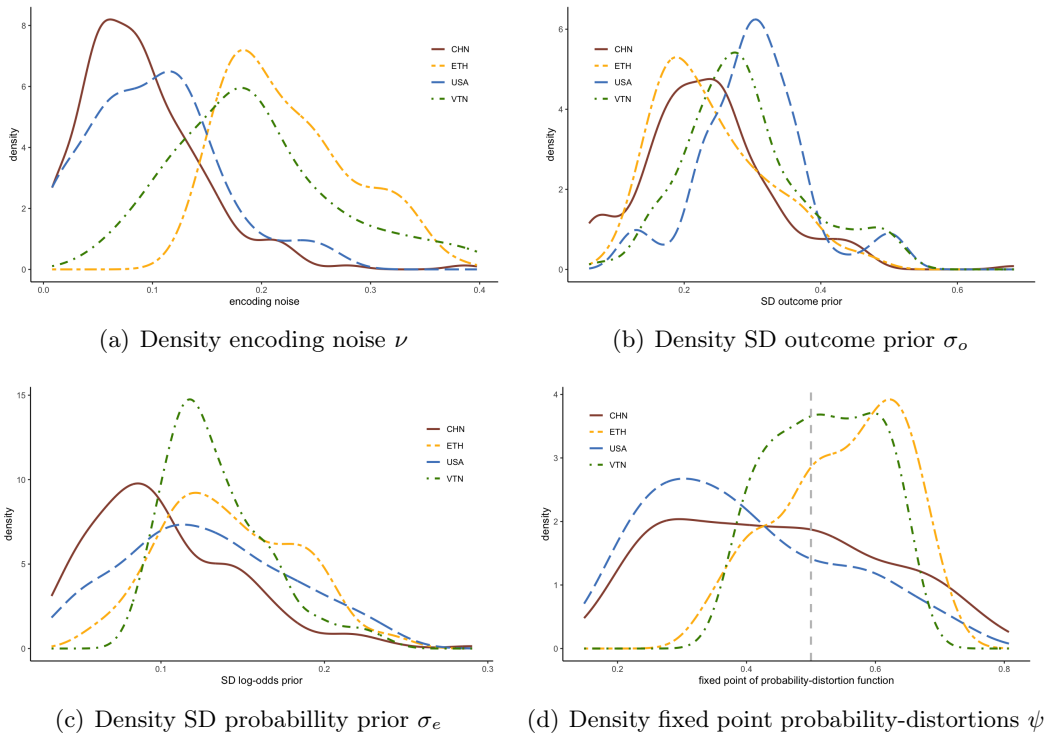 8
6
4
2
0
density
CHN
ETH
USA
VTN
0.0
0.1
0.2
0.3
0.4
encoding noise
(a) Density encoding noise ν
6
4
2
0
density
CHN
ETH
USA
VTN
0.2
0.4
0.6
SD outcome prior
(b) Density SD outcome prior σₒ
15
10
5
0
density
CHN
ETH
USA
VTN
0.1
0.2
0.3
SD log-odds prior
(c) Density SD probabillity prior σₑ
4
3
2
1
0
density
CHN
ETH
USA
VTN
0.2
0.4
0.6
0.8
fixed point of probability-distortion function
(d) Density fixed point probability-distortions ψ